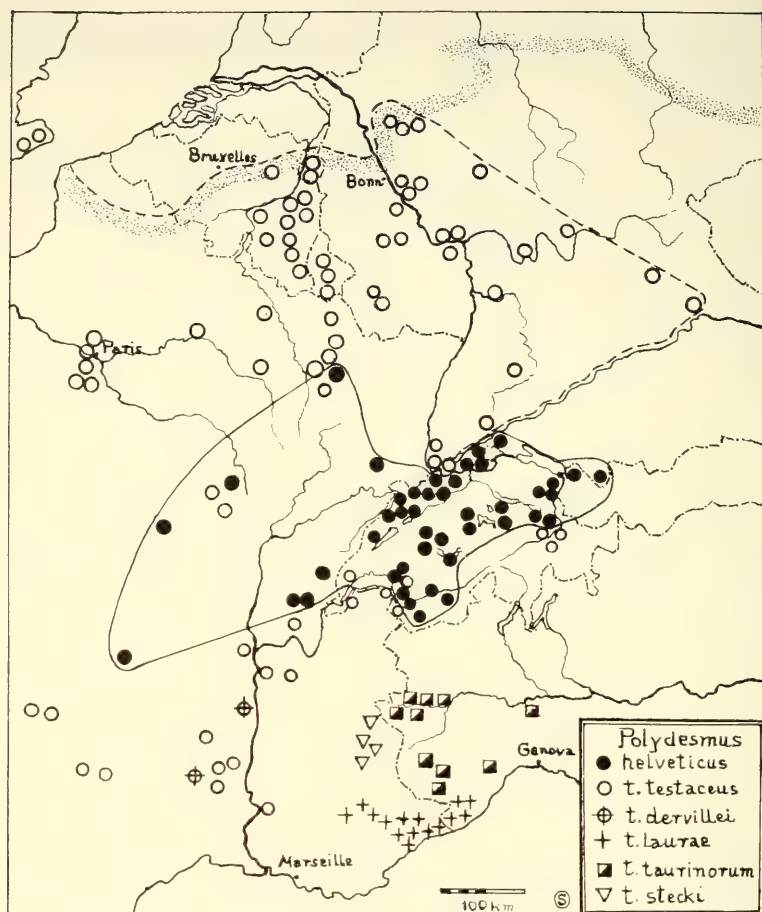 Bruxelles
Bonn
Paris
Genova
Marseille
100 km
S
Polydesmus
helveticus
t. testaceus
t. dervillei
t. laurae
t. taurinorum
t. stecki